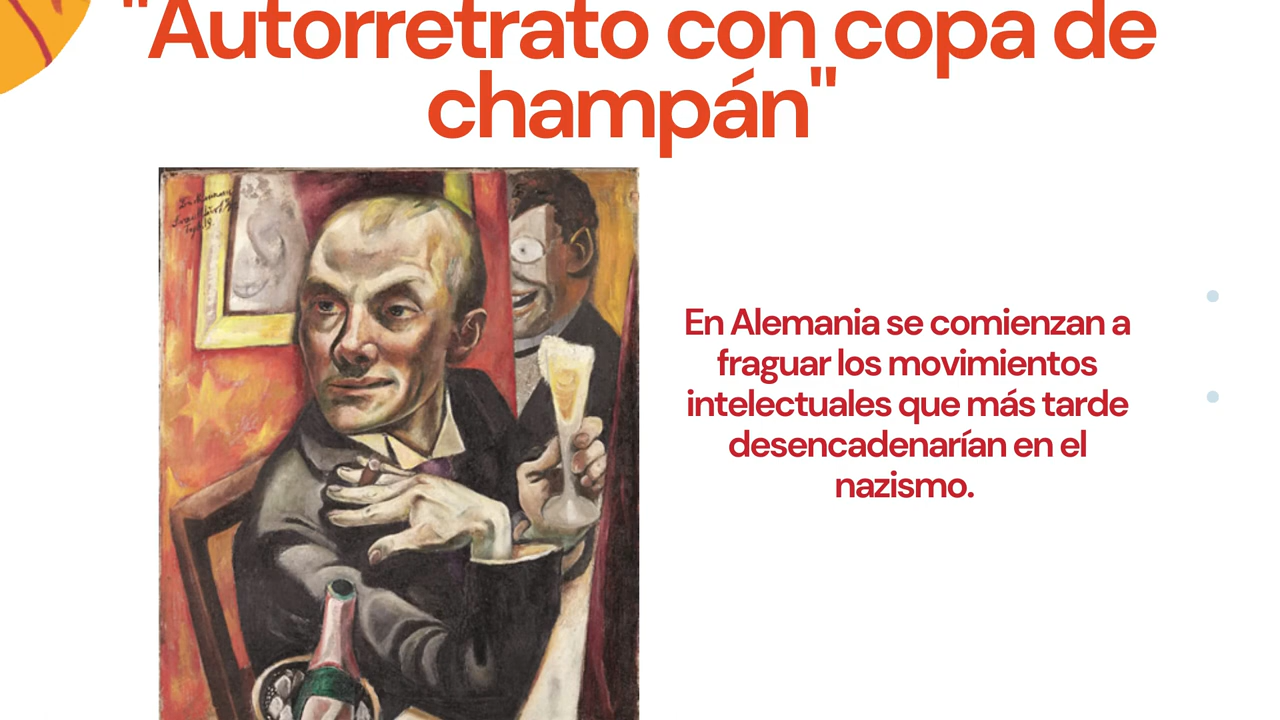 "Autorretrato con copa de
champán"
En Alemania se comienzan a
fraguar los movimientos
intelectuales que más tarde
desencadenarían en el
nazismo.